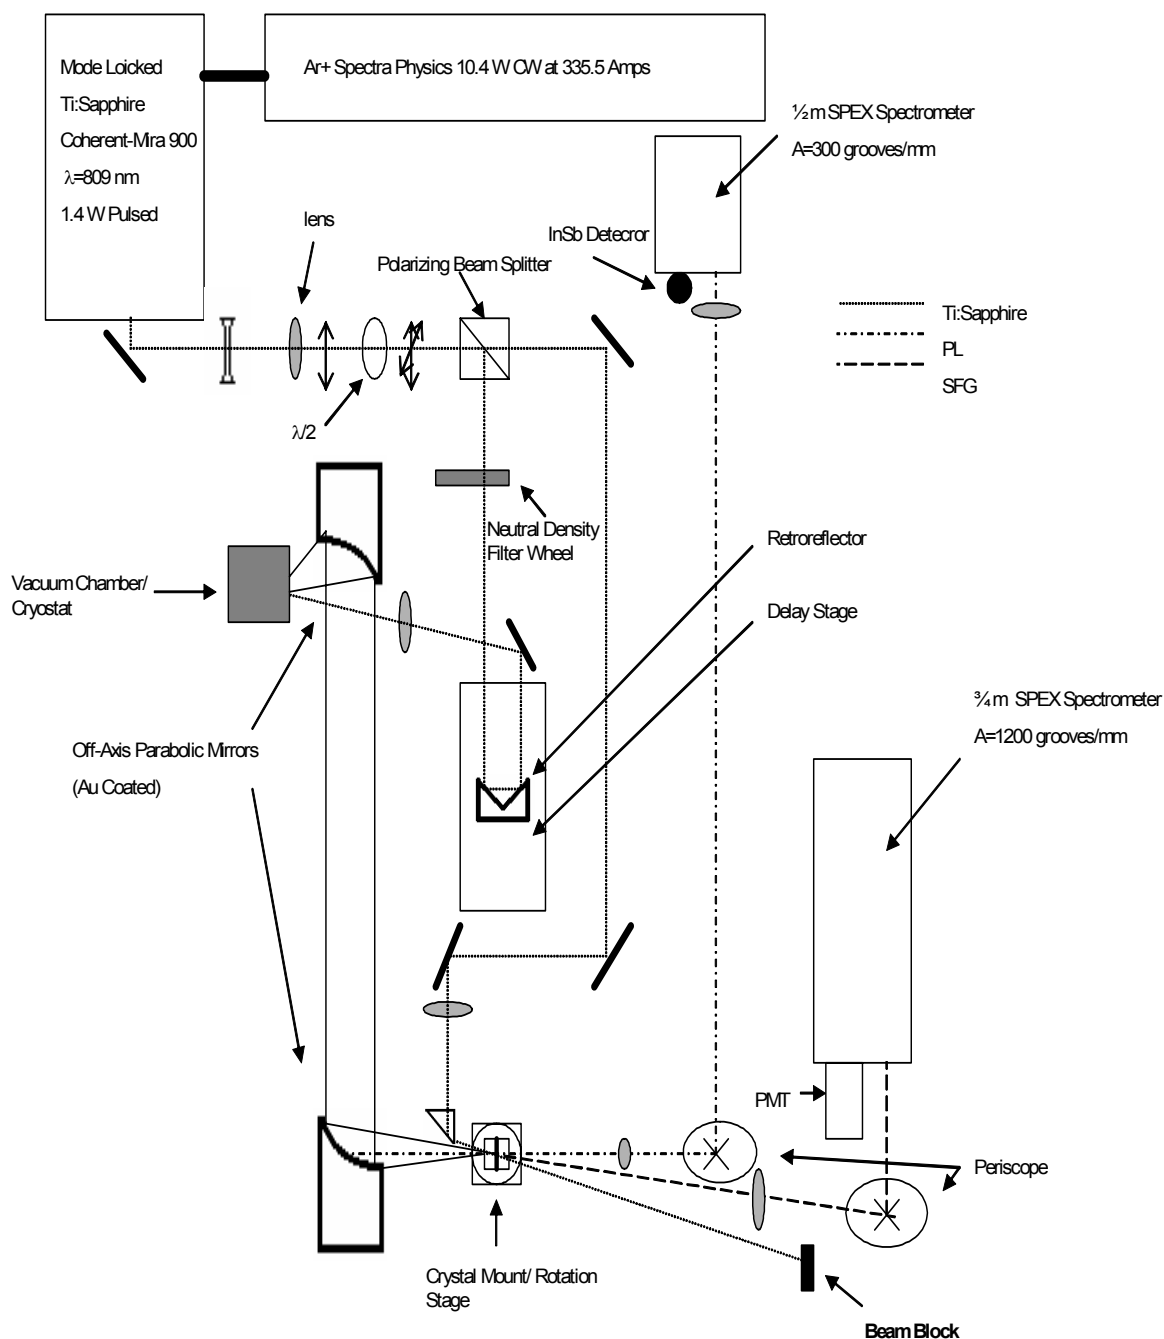 Mode Loicked
Ti:Sapphire
Coherent-Mira 900
λ=809 nm
1.4 W Pulsed
Ar+ Spectra Physics 10.4 W CW at 335.5 Amps
½ m SPEX Spectrometer
A=300 grooves/mm
lens
InSb Detecror
Polarizing Beam Splitter
Ti:Sapphire
PL
SFG
λ/2
Neutral Density
Filter Wheel
Retroreflector
Vacuum Chamber/
Cryostat
Delay Stage
¾ m SPEX Spectrometer
A=1200 grooves/mm
Off-Axis Parabolic Mirrors
(Au Coated)
PMT
Periscope
Crystal Mount/ Rotation
Stage
Beam Block